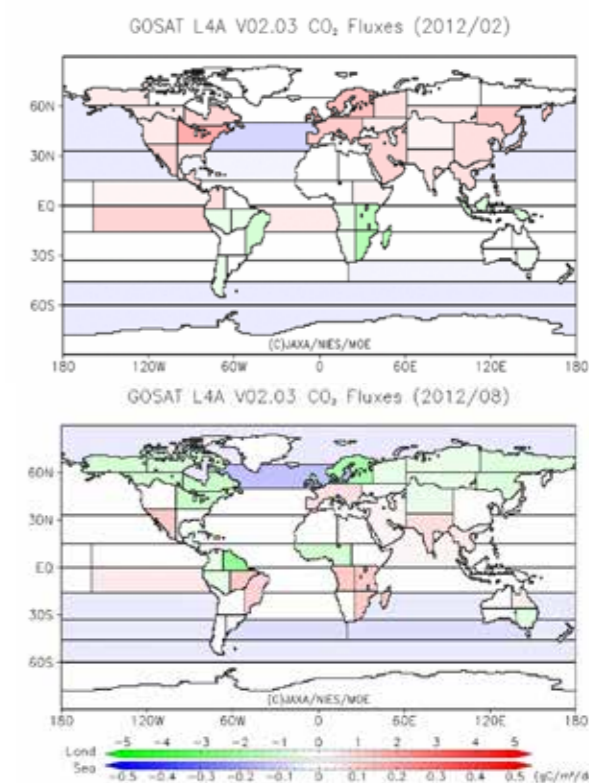 GOSAT L4A V02.03 CO₂ Fluxes (2012/02)
60N
30N
EQ
30S
60S
(C)JAXA/NIES/MOE
180 120W 60W 0 60E 120E 180
GOSAT L4A V02.03 CO₂ Fluxes (2012/08)
60N
30N
EQ
30S
60S
(C)JAXA/NIES/MOE
180 120W 60W 0 60E 120E 180
Land -5 -4 -3 -2 -1 0 1 2 3 4 5
Sea -0.5 -0.4 -0.3 -0.2 -0.1 0 0.1 0.2 0.3 0.4 0.5 (gC/m²/d